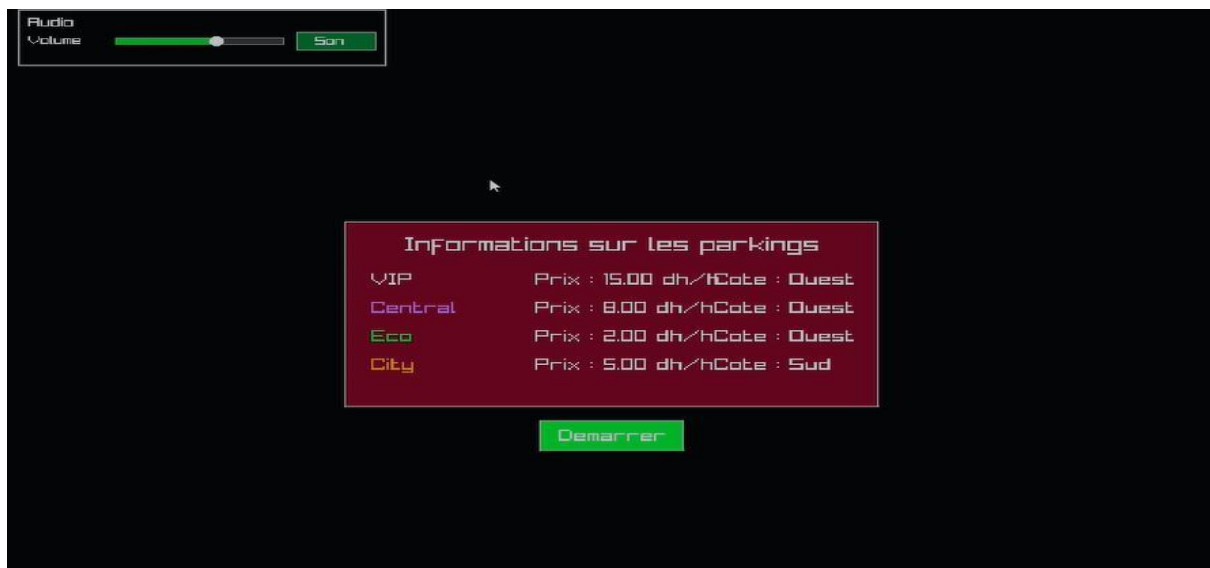 Audio
Volume Son
Informations sur les parkings
VIP Prix : 15.00 dh/hCote : Ouest
Central Prix : 8.00 dh/hCote : Ouest
Eco Prix : 2.00 dh/hCote : Ouest
City Prix : 5.00 dh/hCote : Sud
Demarrer